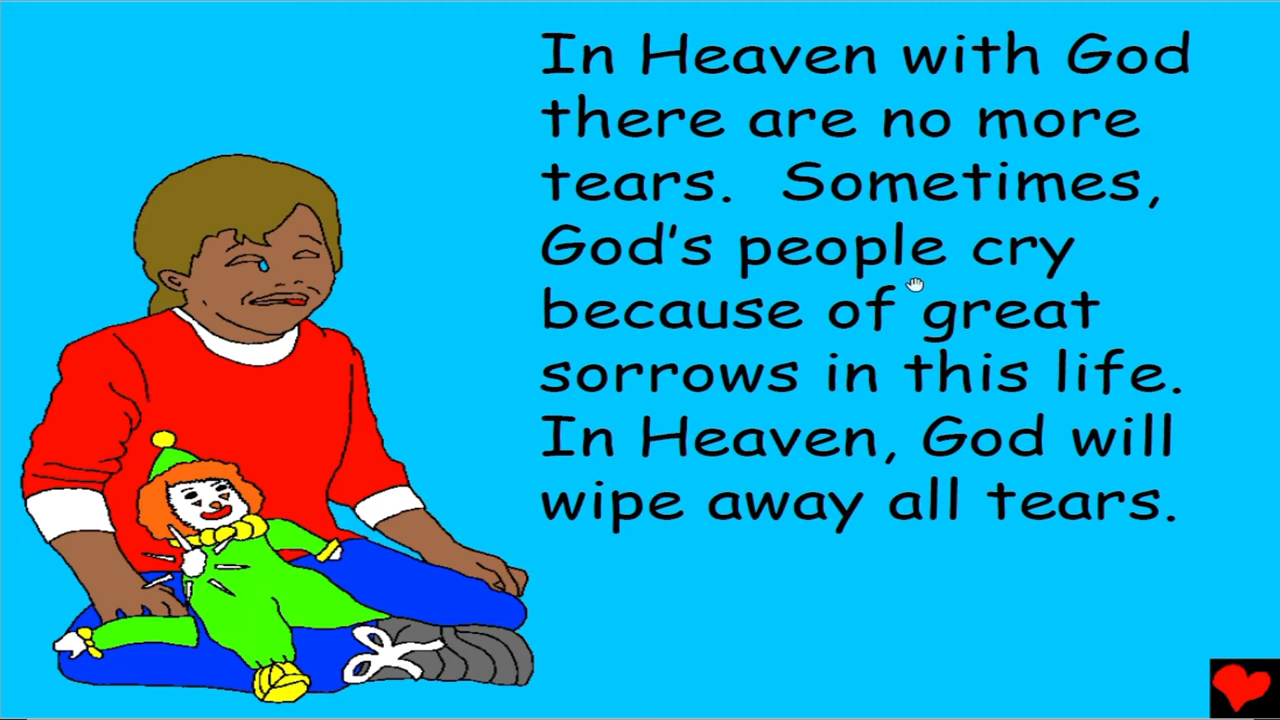 In Heaven with God
there are no more
tears.  Sometimes,
God's people cry
because of great
sorrows in this life.
In Heaven, God will
wipe away all tears.